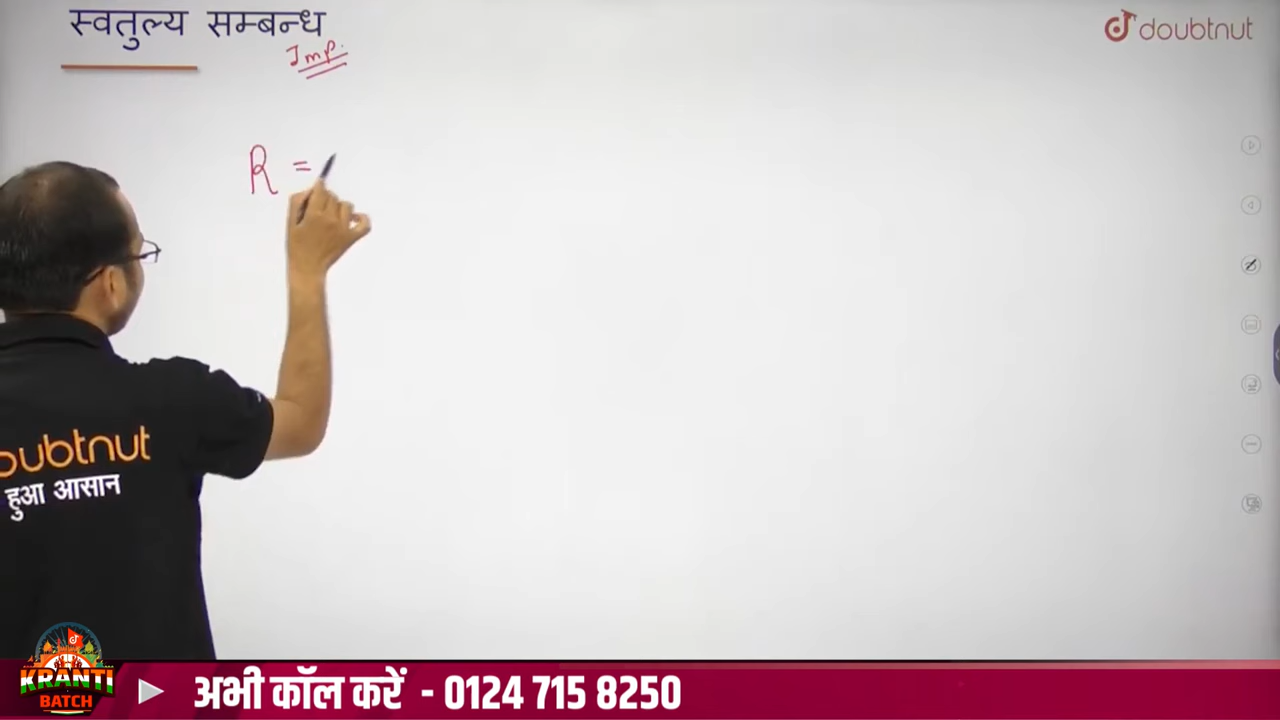 स्वतुल्य सम्बन्ध
Imp.
doubtnut
R =
oubtnut
हुआ आसान
KRANTI
BATCH
अभी कॉल करें - 0124 715 8250